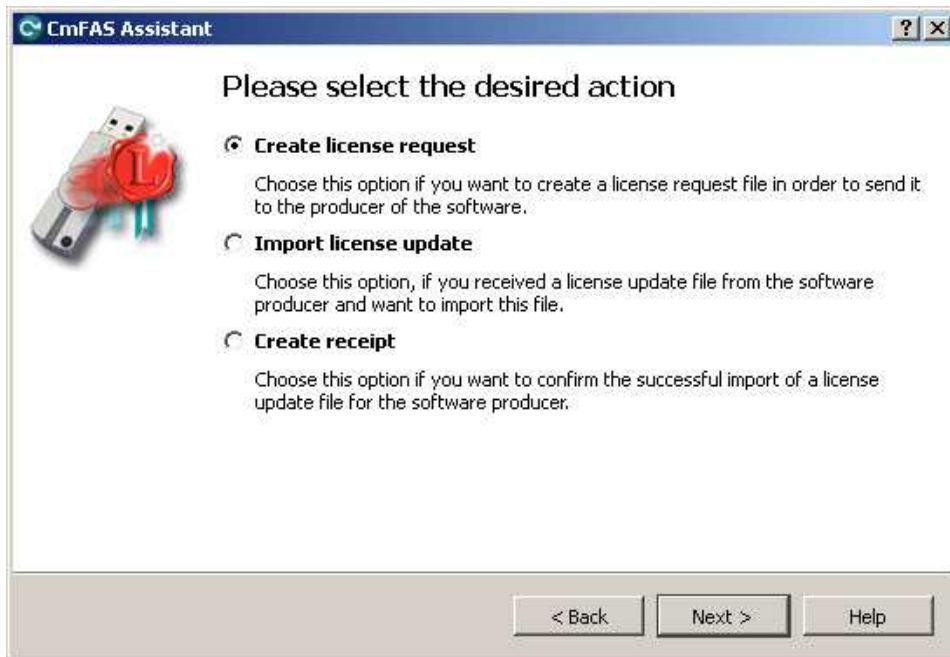 CmFAS Assistant
Please select the desired action
Create license request
Choose this option if you want to create a license request file in order to send it
to the producer of the software.
Import license update
Choose this option, if you received a license update file from the software
producer and want to import this file.
Create receipt
Choose this option if you want to confirm the successful import of a license
update file for the software producer.
L
< Back Next > Help